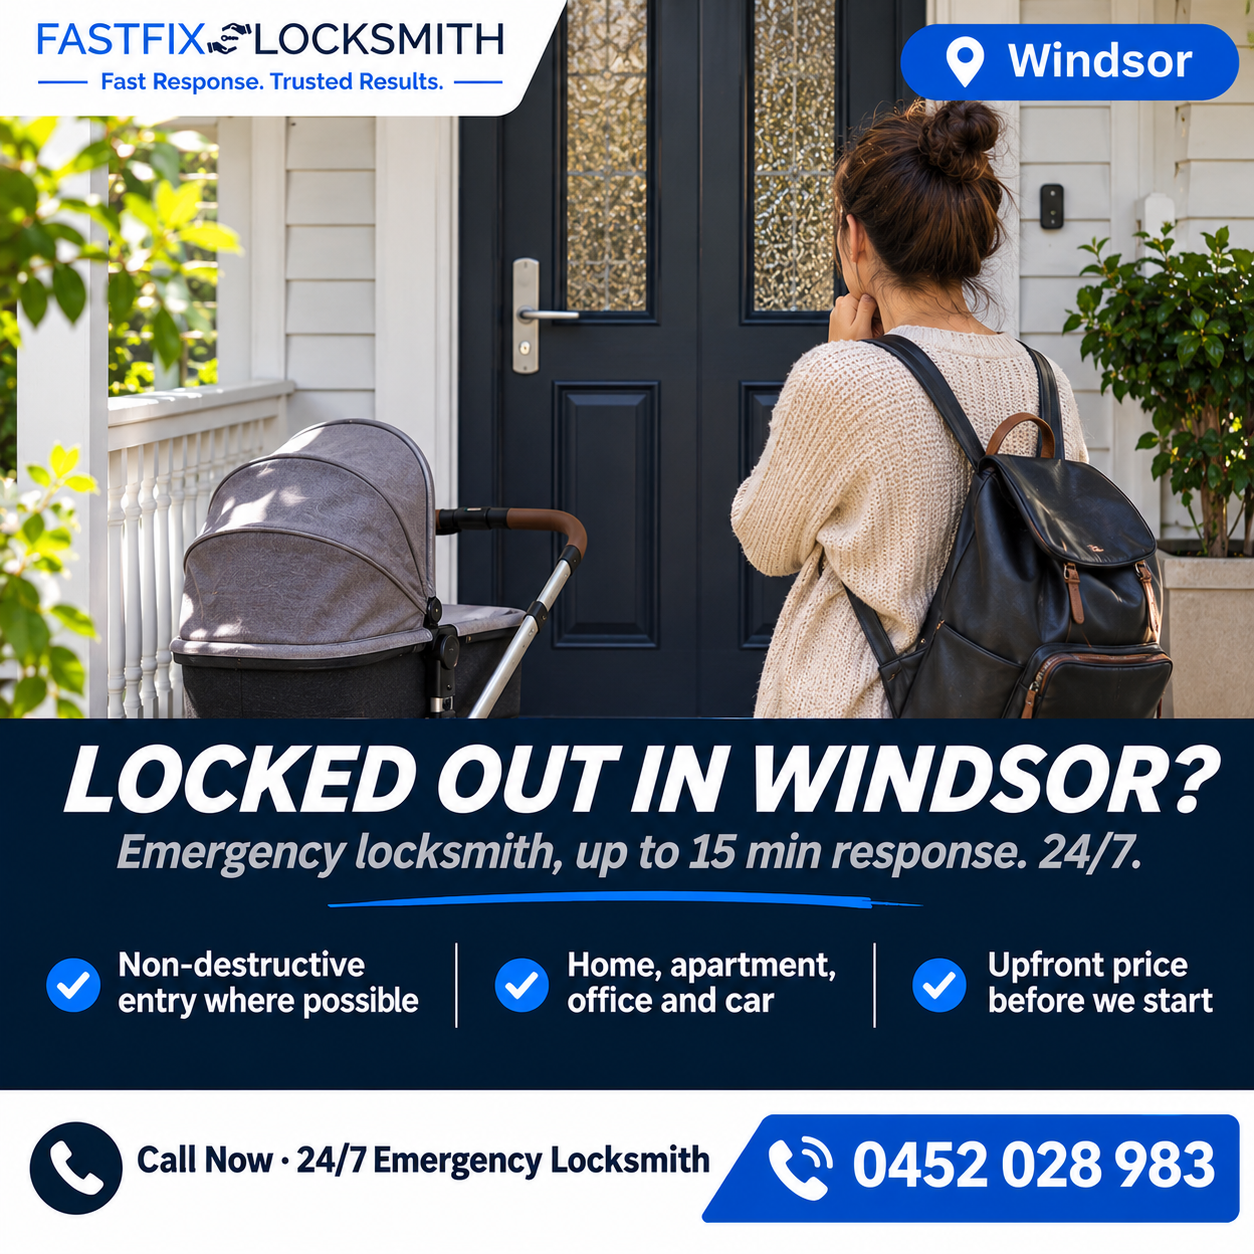 FASTFIX LOCKSMITH
Fast Response. Trusted Results.
Windsor
LOCKED OUT IN WINDSOR?
Emergency locksmith, up to 15 min response. 24/7.
Non-destructive
entry where possible
Home, apartment,
office and car
Upfront price
before we start
Call Now · 24/7 Emergency Locksmith
0452 028 983